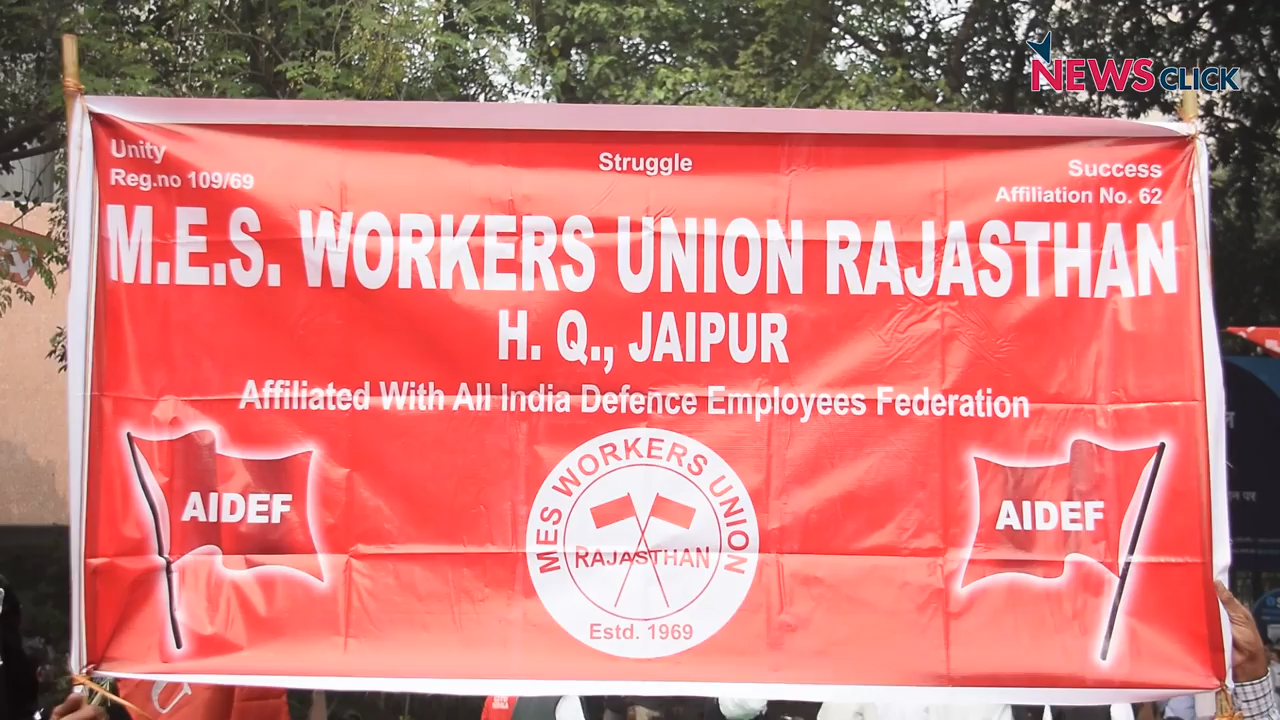 NEWSCLICK
Unity Struggle Success
Reg.no 109/69 Affiliation No. 62
M.E.S. WORKERS UNION RAJASTHAN
H. Q., JAIPUR
Affiliated With All India Defence Employees Federation
AIDEF
MES WORKERS UNION
RAJASTHAN
Estd. 1969
AIDEF